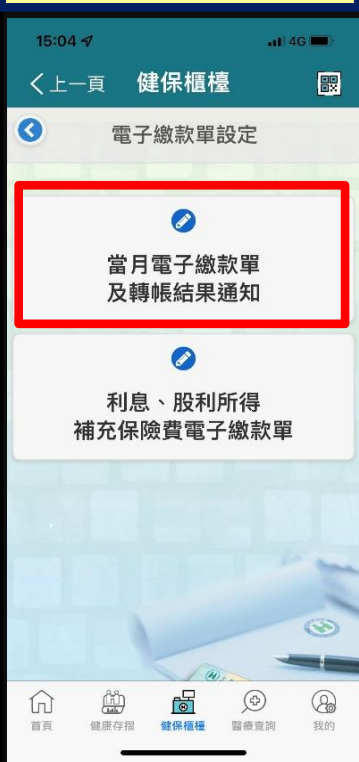 15:04
4G
上一頁 健保櫃檯
電子繳款單設定
當月電子繳款單
及轉帳結果通知
利息、股利所得
補充保險費電子繳款單
首頁 健康存摺 健保櫃檯 醫療查詢 我的